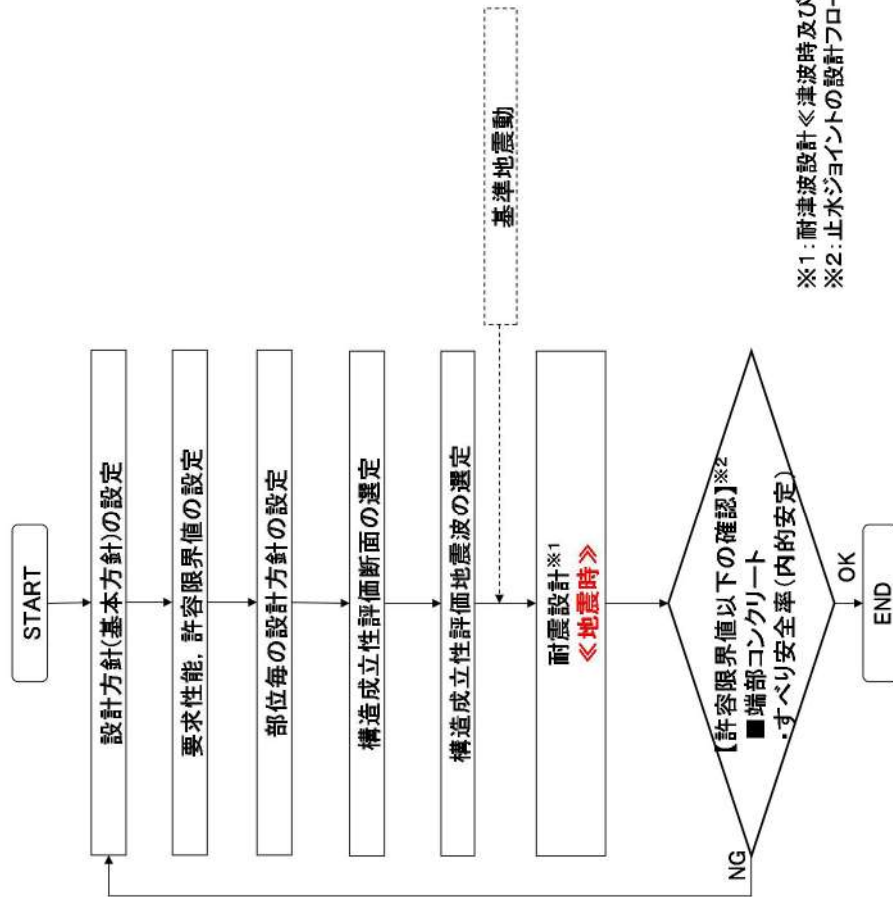 START
設計方針(基本方針)の設定
要求性能，許容限界値の設定
部位毎の設計方針の設定
構造成立性評価断面の選定
構造成立性評価地震波の選定
基準地震動
耐震設計※1
≪地震時≫
【許容限界値以下の確認】※2
■端部コンクリート
・すべり安全率(内的安定)
NG
OK
END
※1：耐津波設計≪津波時及び
※2：止水ジョイントの設計フロー